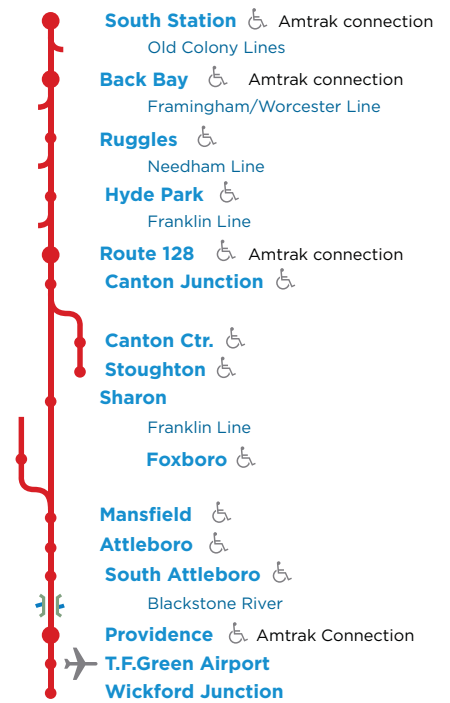 South Station Amtrak connection
Old Colony Lines
Back Bay Amtrak connection
Framingham/Worcester Line
Ruggles
Needham Line
Hyde Park
Franklin Line
Route 128 Amtrak connection
Canton Junction
Canton Ctr.
Stoughton
Sharon
Franklin Line
Foxboro
Mansfield
Attleboro
South Attleboro
Blackstone River
Providence Amtrak Connection
T.F.Green Airport
Wickford Junction